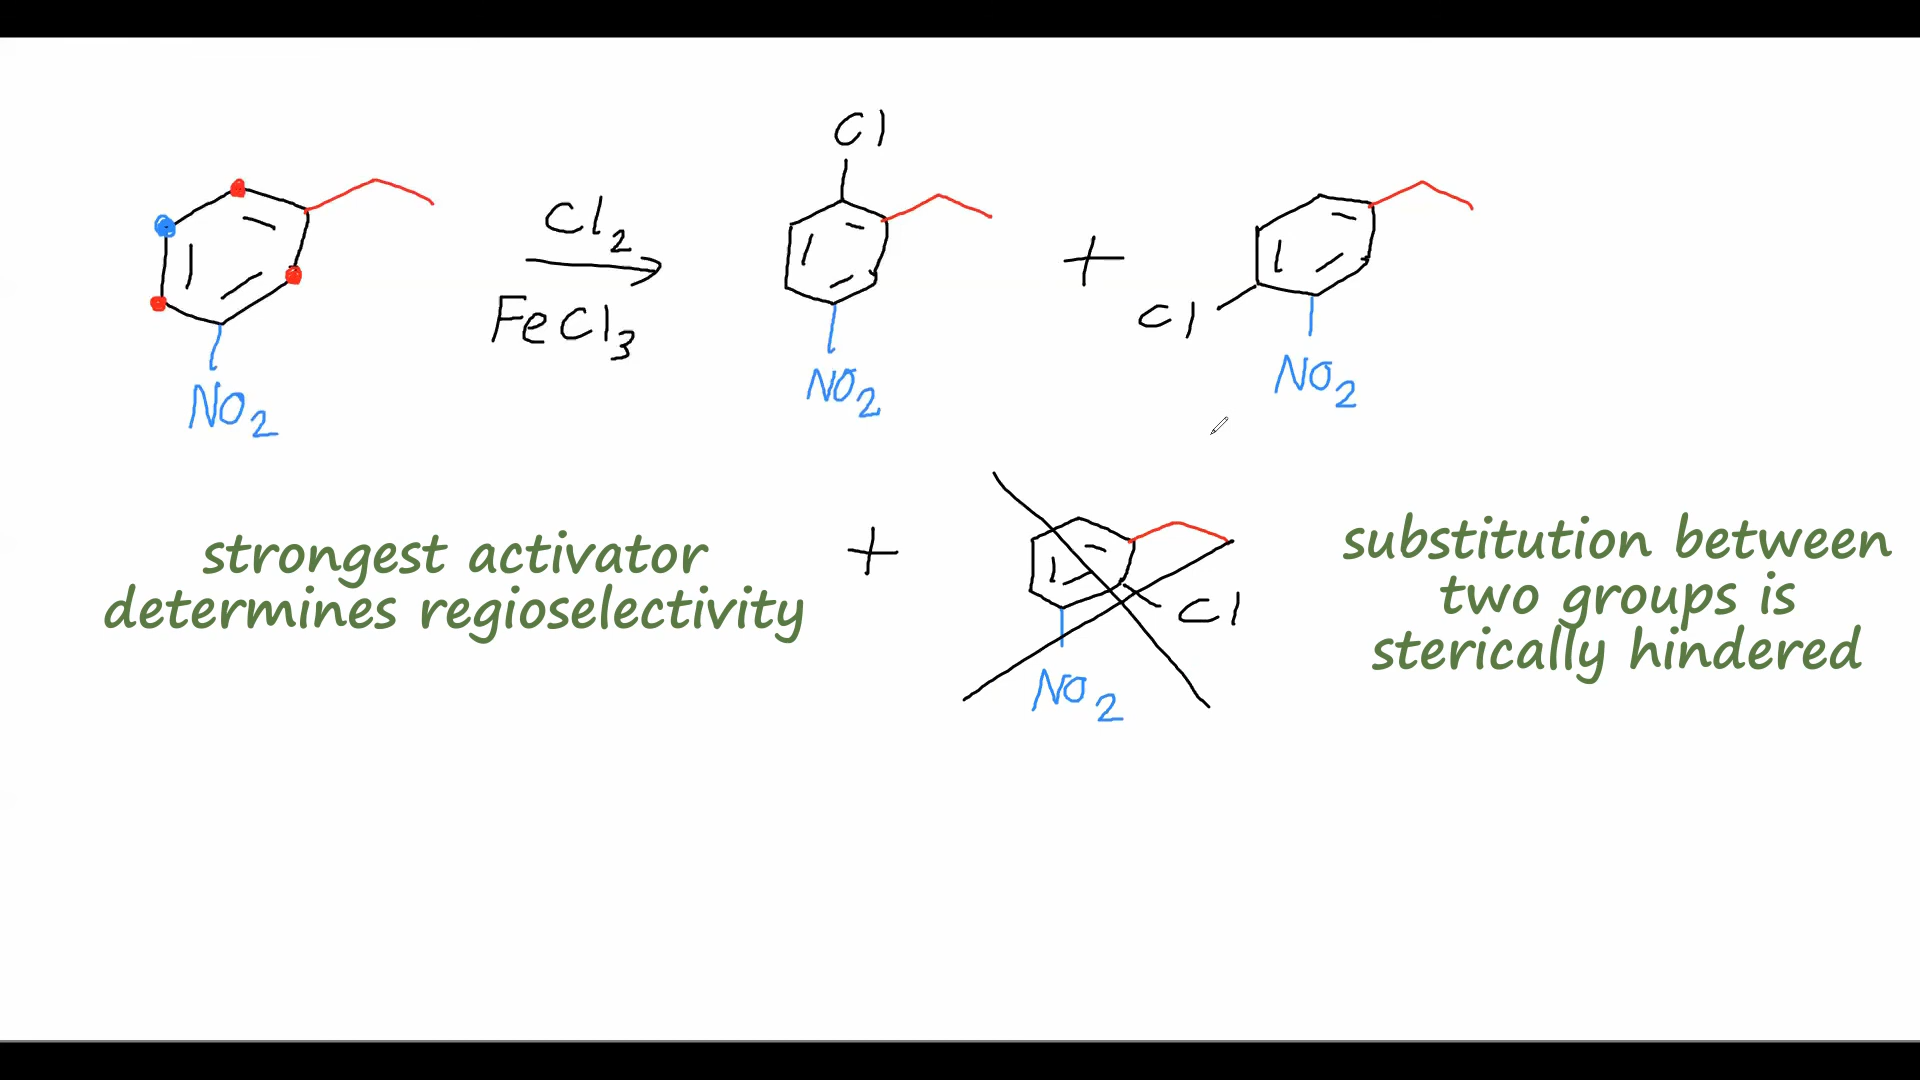 Cl
Cl₂
FeCl₃
+
Cl
NO₂
NO₂
NO₂
strongest activator
determines regioselectivity
+
Cl
NO₂
substitution between
two groups is
sterically hindered